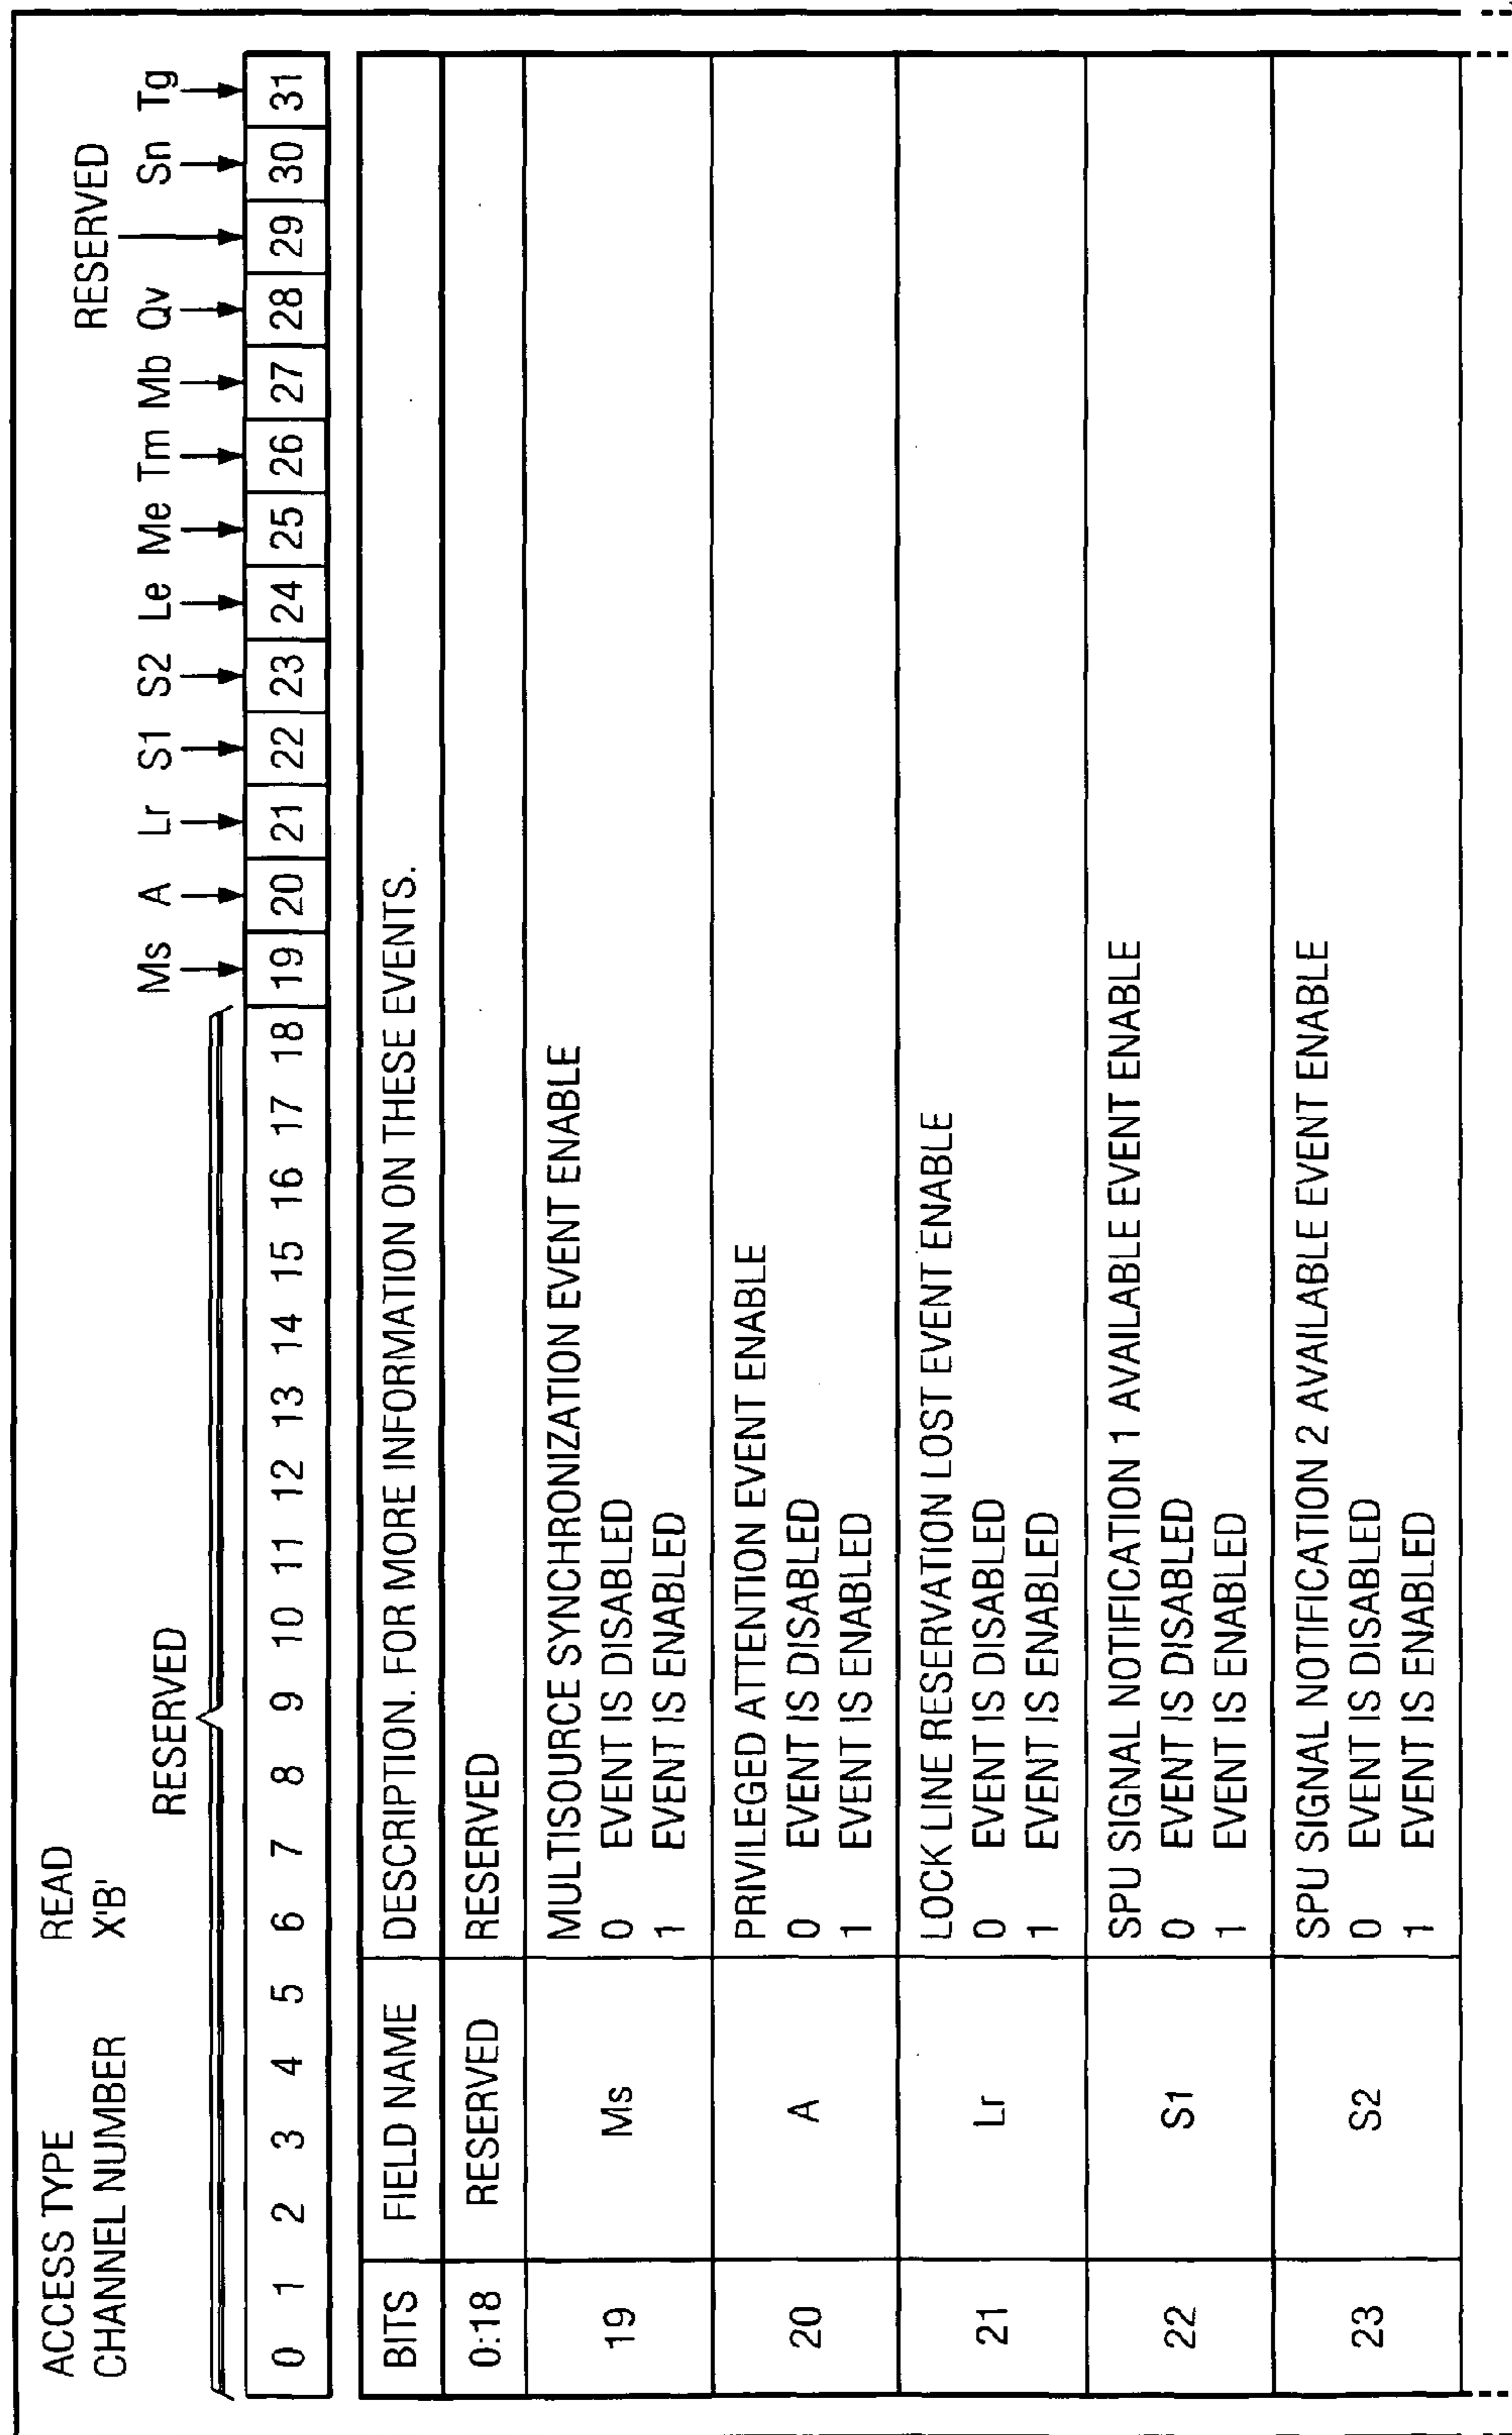 ACCESS TYPE READ
CHANNEL NUMBER X'B'
RESERVED
RESERVED
Ms A Lr S1 S2 Le Me Tm Mb Qv Sn Tg
0 1 2 3 4 5 6 7 8 9 10 11 12 13 14 15 16 17 18 19 20 21 22 23 24 25 26 27 28 29 30 31
BITS FIELD NAME DESCRIPTION. FOR MORE INFORMATION ON THESE EVENTS.
0:18 RESERVED RESERVED
19 Ms MULTISOURCE SYNCHRONIZATION EVENT ENABLE
0 EVENT IS DISABLED
1 EVENT IS ENABLED
20 A PRIVILEGED ATTENTION EVENT ENABLE
0 EVENT IS DISABLED
1 EVENT IS ENABLED
21 Lr LOCK LINE RESERVATION LOST EVENT ENABLE
0 EVENT IS DISABLED
1 EVENT IS ENABLED
22 S1 SPU SIGNAL NOTIFICATION 1 AVAILABLE EVENT ENABLE
0 EVENT IS DISABLED
1 EVENT IS ENABLED
23 S2 SPU SIGNAL NOTIFICATION 2 AVAILABLE EVENT ENABLE
0 EVENT IS DISABLED
1 EVENT IS ENABLED